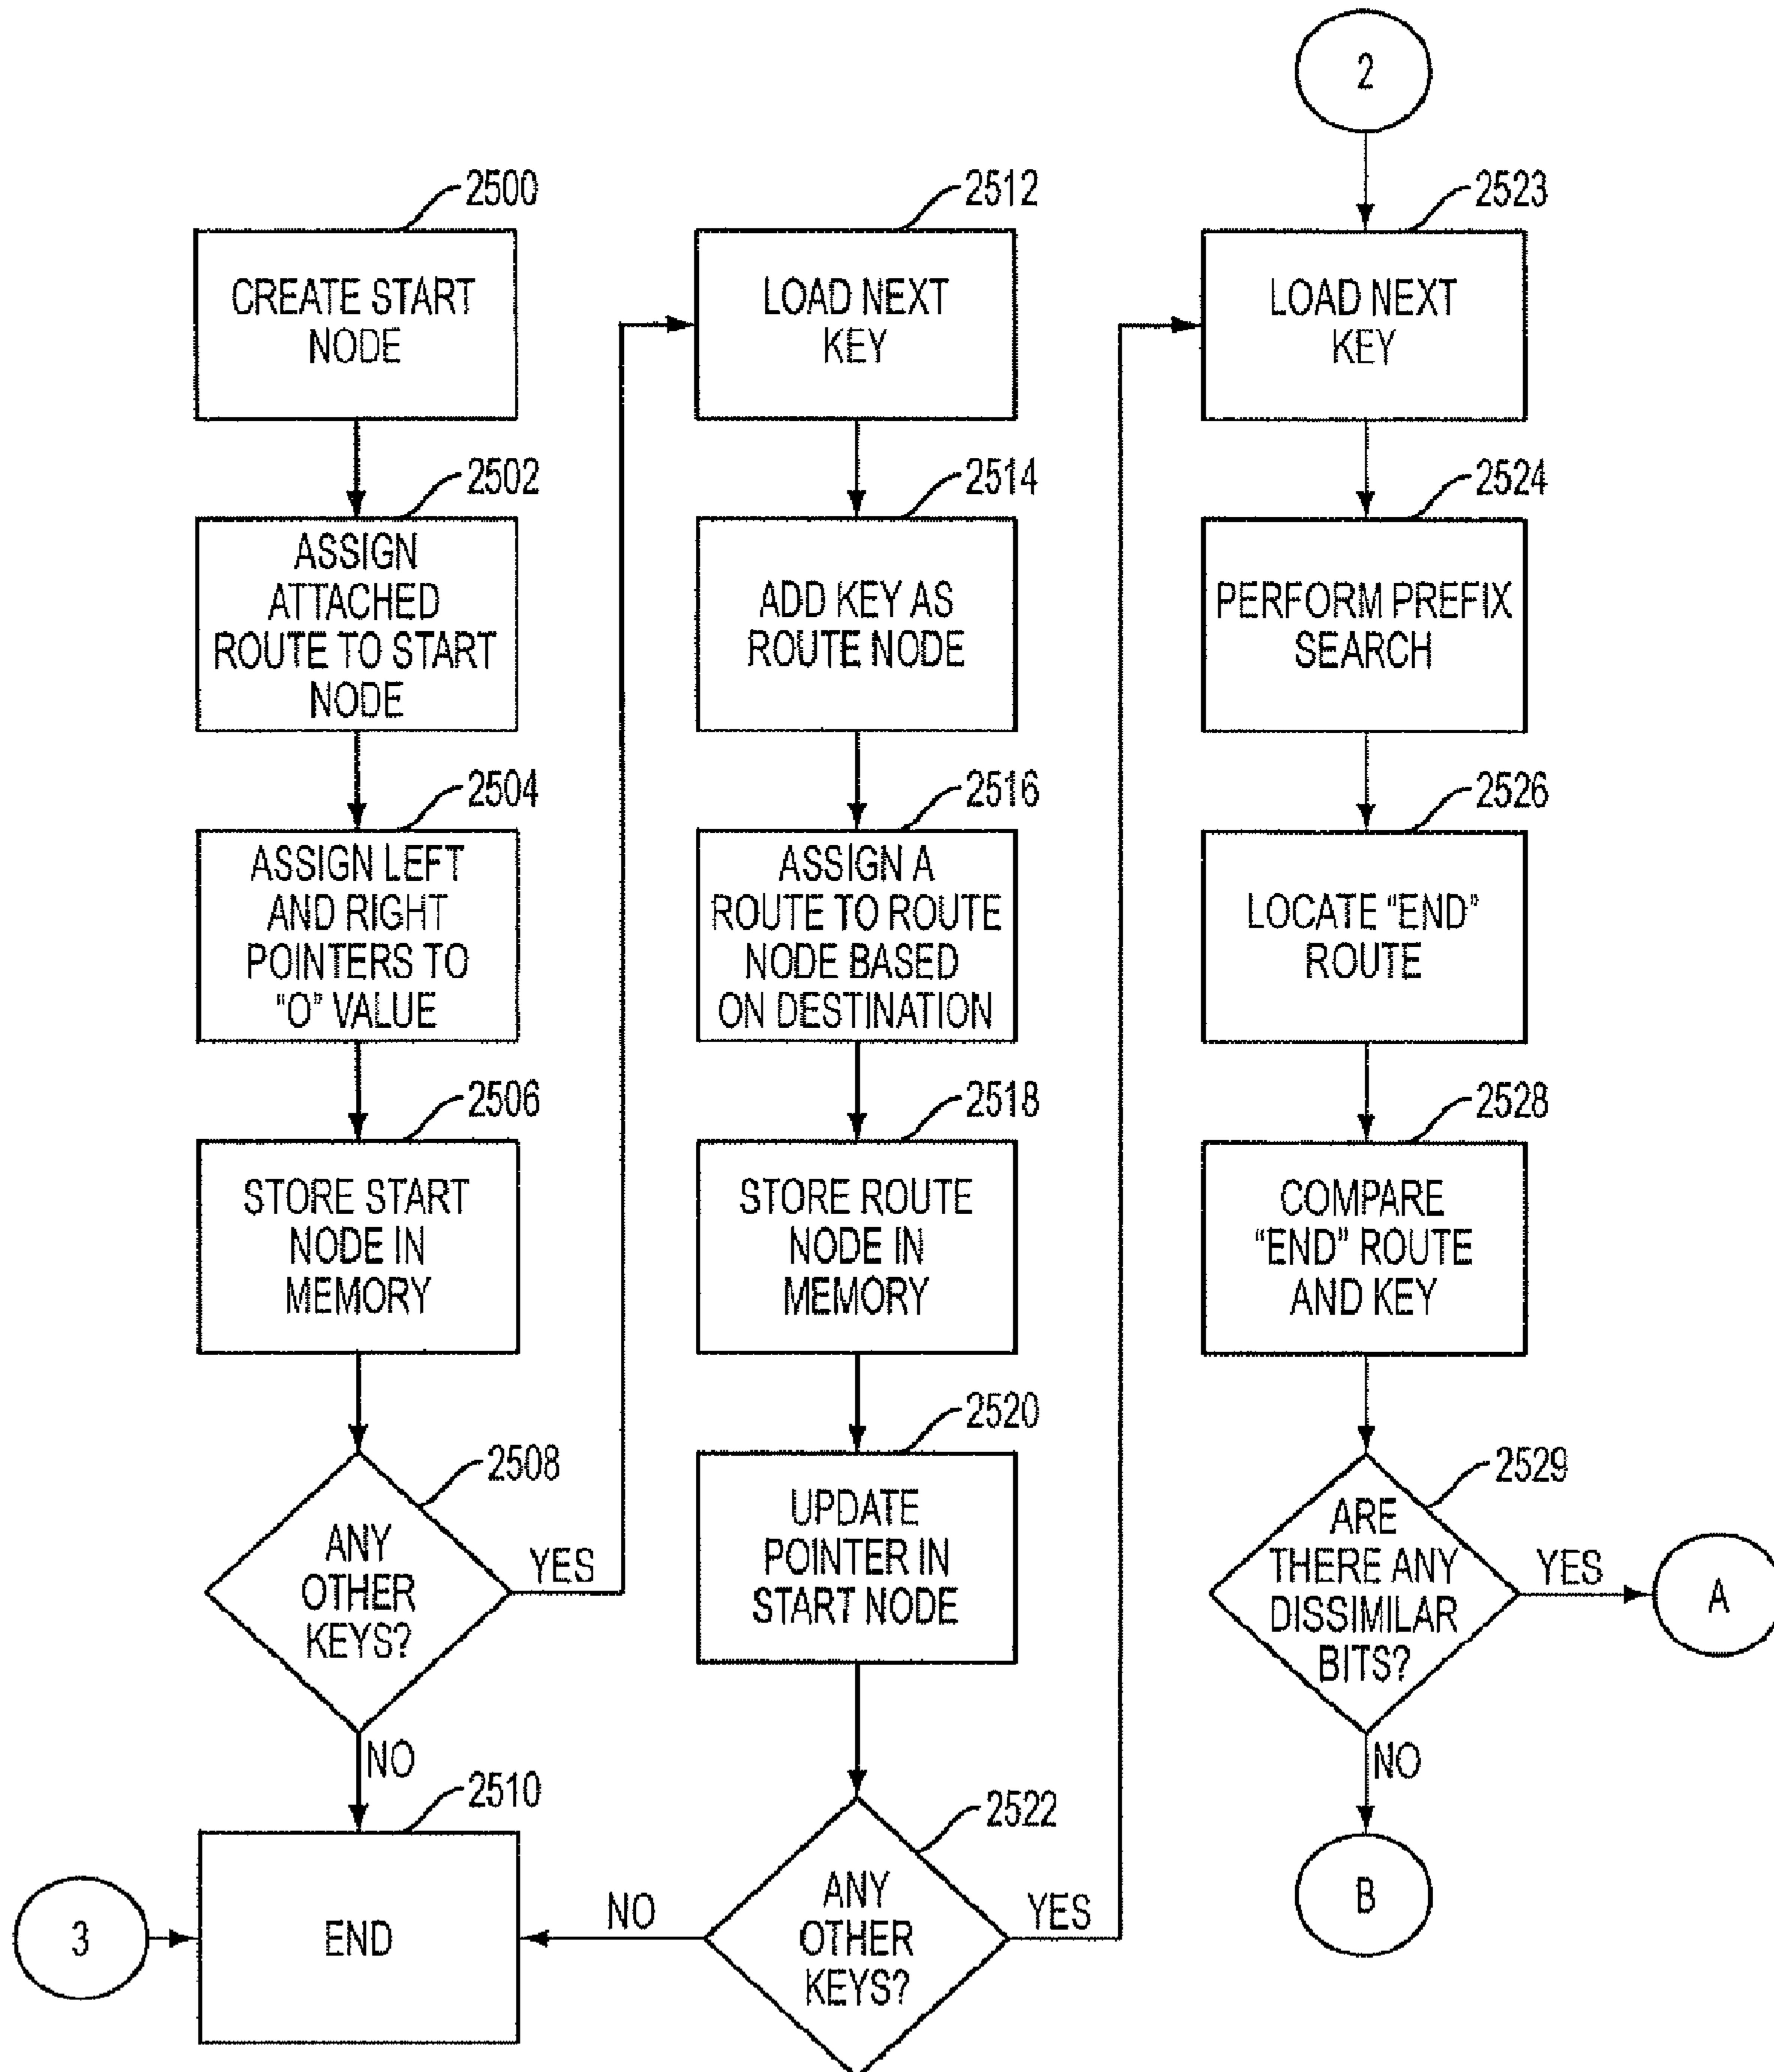 2500
CREATE START
NODE
2502
ASSIGN
ATTACHED
ROUTE TO START
NODE
2504
ASSIGN LEFT
AND RIGHT
POINTERS TO
"O" VALUE
2506
STORE START
NODE IN
MEMORY
2508
ANY
OTHER
KEYS?
YES
NO
2510
END
3
2512
LOAD NEXT
KEY
2514
ADD KEY AS
ROUTE NODE
2516
ASSIGN A
ROUTE TO ROUTE
NODE BASED
ON DESTINATION
2518
STORE ROUTE
NODE IN
MEMORY
2520
UPDATE
POINTER IN
START NODE
2522
ANY
OTHER
KEYS?
NO
YES
2
2523
LOAD NEXT
KEY
2524
PERFORM PREFIX
SEARCH
2526
LOCATE "END"
ROUTE
2528
COMPARE
"END" ROUTE
AND KEY
2529
ARE
THERE ANY
DISSIMILAR
BITS?
YES
A
NO
B